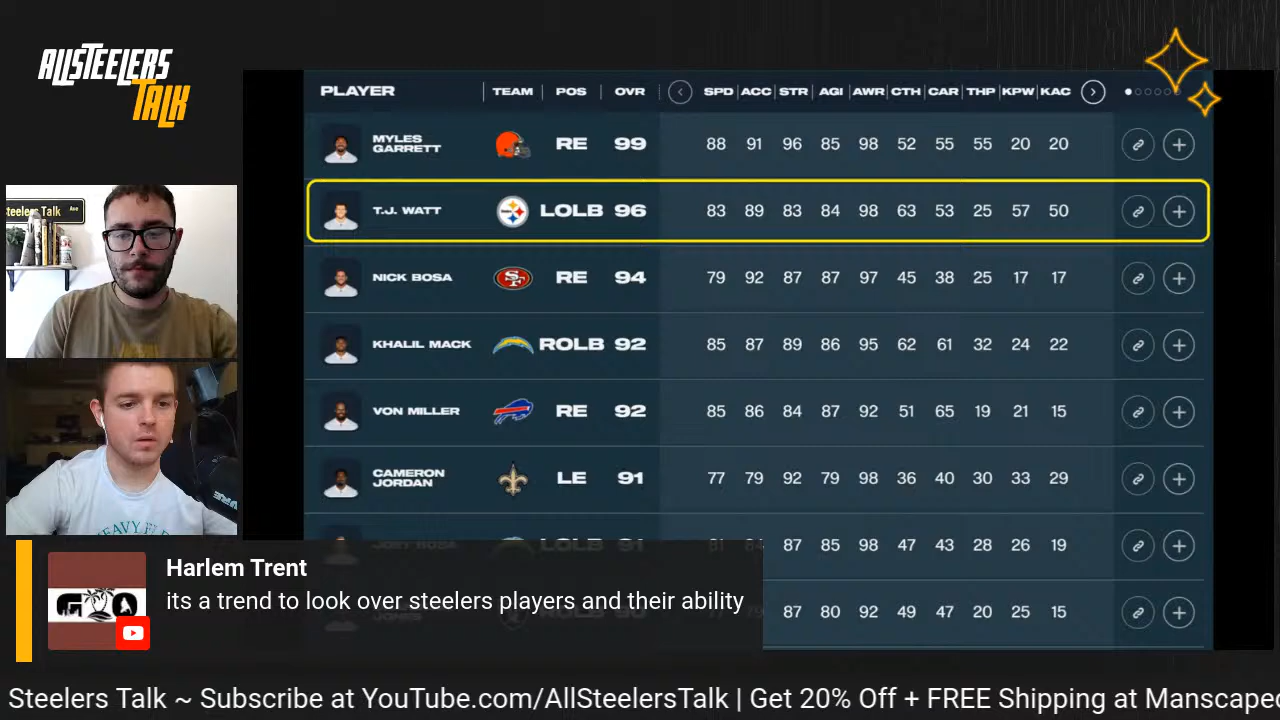 ALLSTEELERS
TALK
PLAYER TEAM POS OVR SPD ACC STR AGI AWR CTH CAR THP KPW KAC
MYLES
GARRETT RE 99 88 91 96 85 98 52 55 55 20 20
T.J. WATT LOLB 96 83 89 83 84 98 63 53 25 57 50
NICK BOSA RE 94 79 92 87 87 97 45 38 25 17 17
KHALIL MACK ROLB 92 85 87 89 86 95 62 61 32 24 22
VON MILLER RE 92 85 86 84 87 92 51 65 19 21 15
CAMERON
JORDAN LE 91 77 79 92 79 98 36 40 30 33 29
JOEY BOSA LOLB 91 81 87 85 98 47 43 28 26 19
87 80 92 49 47 20 25 15
Steelers Talk Ave
HEAVY
Harlem Trent
its a trend to look over steelers players and their ability
Steelers Talk ~ Subscribe at YouTube.com/AllSteelersTalk | Get 20% Off + FREE Shipping at Manscaped